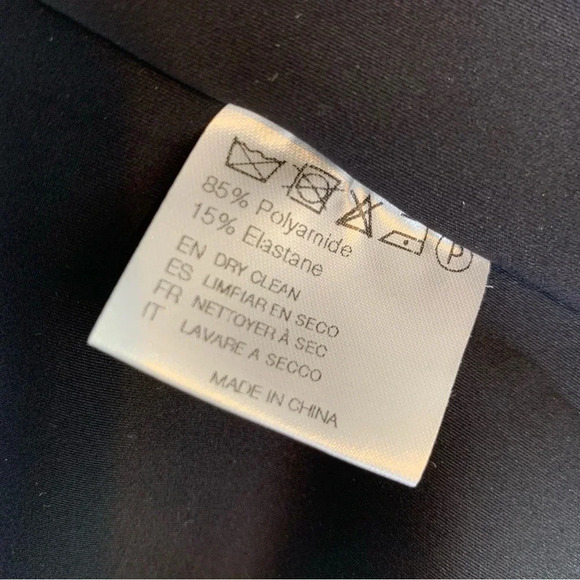 P
85% Polyamide
15% Elastane
EN DRY CLEAN
ES LIMFIAR EN SECO
FR NETTOYER À SEC
IT LAVARE A SECCO
MADE IN CHINA